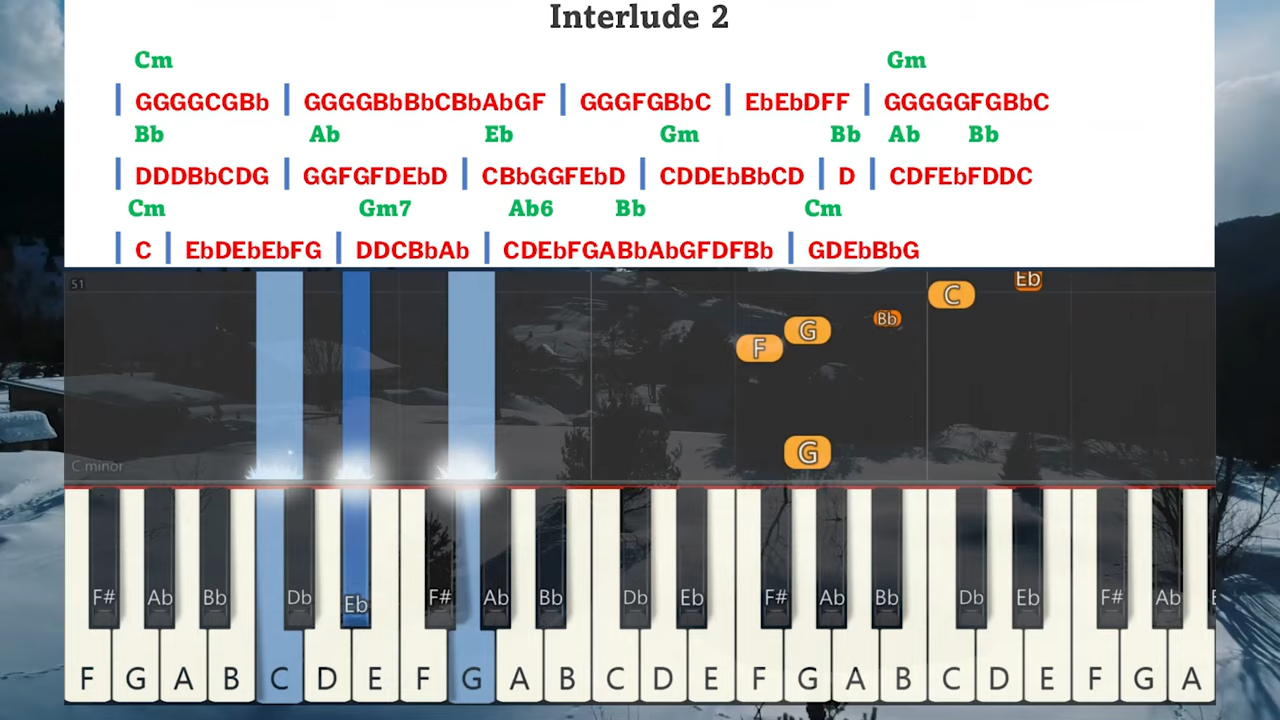 Interlude 2
Cm Gm
| GGGGCGBb | GGGGBbBbCBbAbGF | GGGFGBbC | EbEbDFF | GGGGGFGBbC
Bb Ab Eb Gm Bb Ab Bb
| DDDBbCDG | GGFGFDEbD | CBbGGFEbD | CDDEbBbCD | D | CDFEbFDDC
Cm Gm7 Ab6 Bb Cm
| C | EbDEbEbFG | DDCBbAb | CDEbFGABbAbGFDFBb | GDEbBbG
51 Eb
C
Bb
G
F
G
C minor
F# Ab Bb Db Eb F# Ab Bb Db Eb F# Ab Bb Db Eb F# Ab
F G A B C D E F G A B C D E F G A B C D E F G A